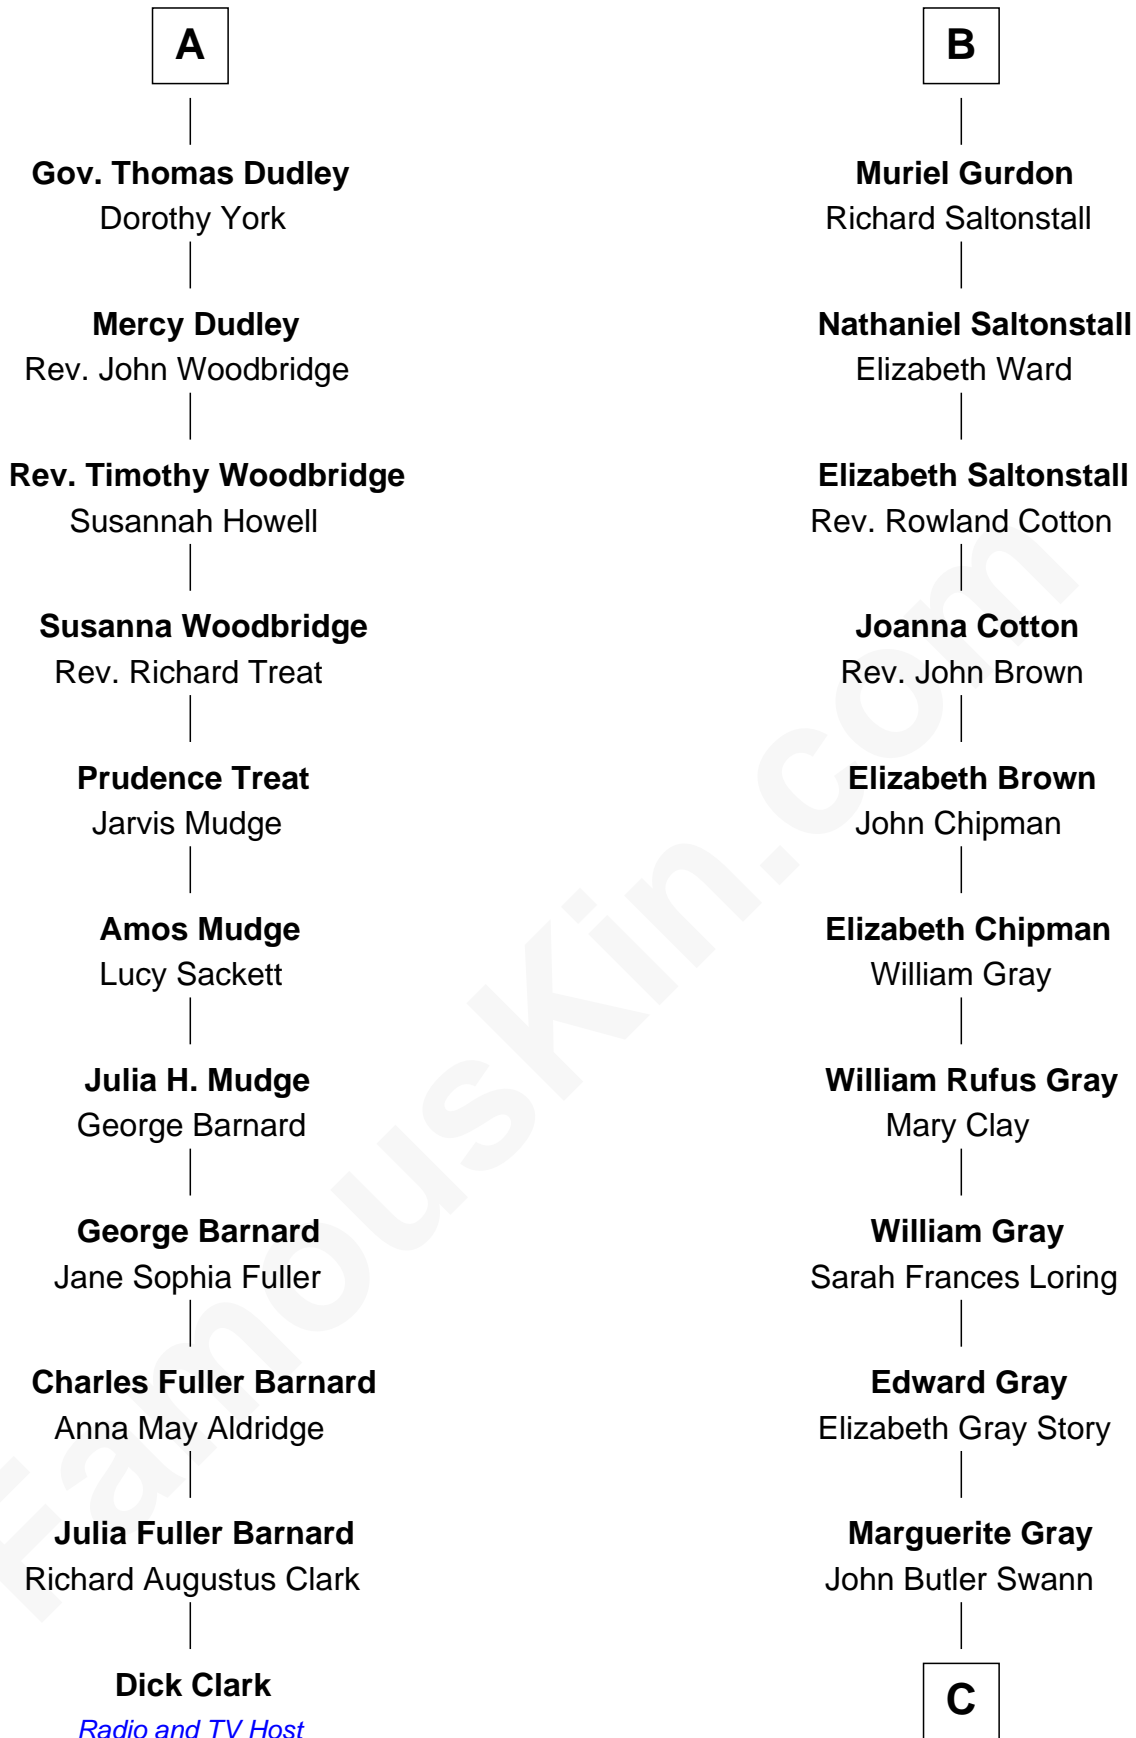 A
Gov. Thomas Dudley
Dorothy York
Mercy Dudley
Rev. John Woodbridge
Rev. Timothy Woodbridge
Susannah Howell
Susanna Woodbridge
Rev. Richard Treat
Prudence Treat
Jarvis Mudge
Amos Mudge
Lucy Sackett
Julia H. Mudge
George Barnard
George Barnard
Jane Sophia Fuller
Charles Fuller Barnard
Anna May Aldridge
Julia Fuller Barnard
Richard Augustus Clark
Dick Clark
Radio and TV Host
B
Muriel Gurdon
Richard Saltonstall
Nathaniel Saltonstall
Elizabeth Ward
Elizabeth Saltonstall
Rev. Rowland Cotton
Joanna Cotton
Rev. John Brown
Elizabeth Brown
John Chipman
Elizabeth Chipman
William Gray
William Rufus Gray
Mary Clay
William Gray
Sarah Frances Loring
Edward Gray
Elizabeth Gray Story
Marguerite Gray
John Butler Swann
C
FamousKin.com